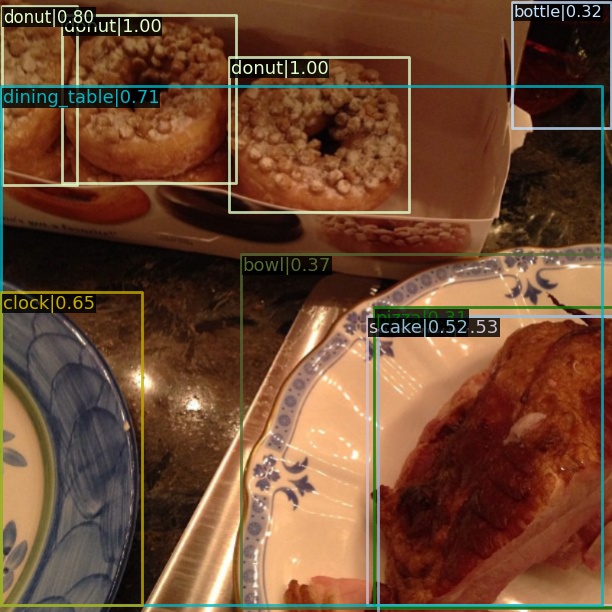 donut|0.80
donut|1.00
donut|1.00
bottle|0.32
dining_table|0.71
bowl|0.37
clock|0.65
pizza|0.31
cake|0.52
.53